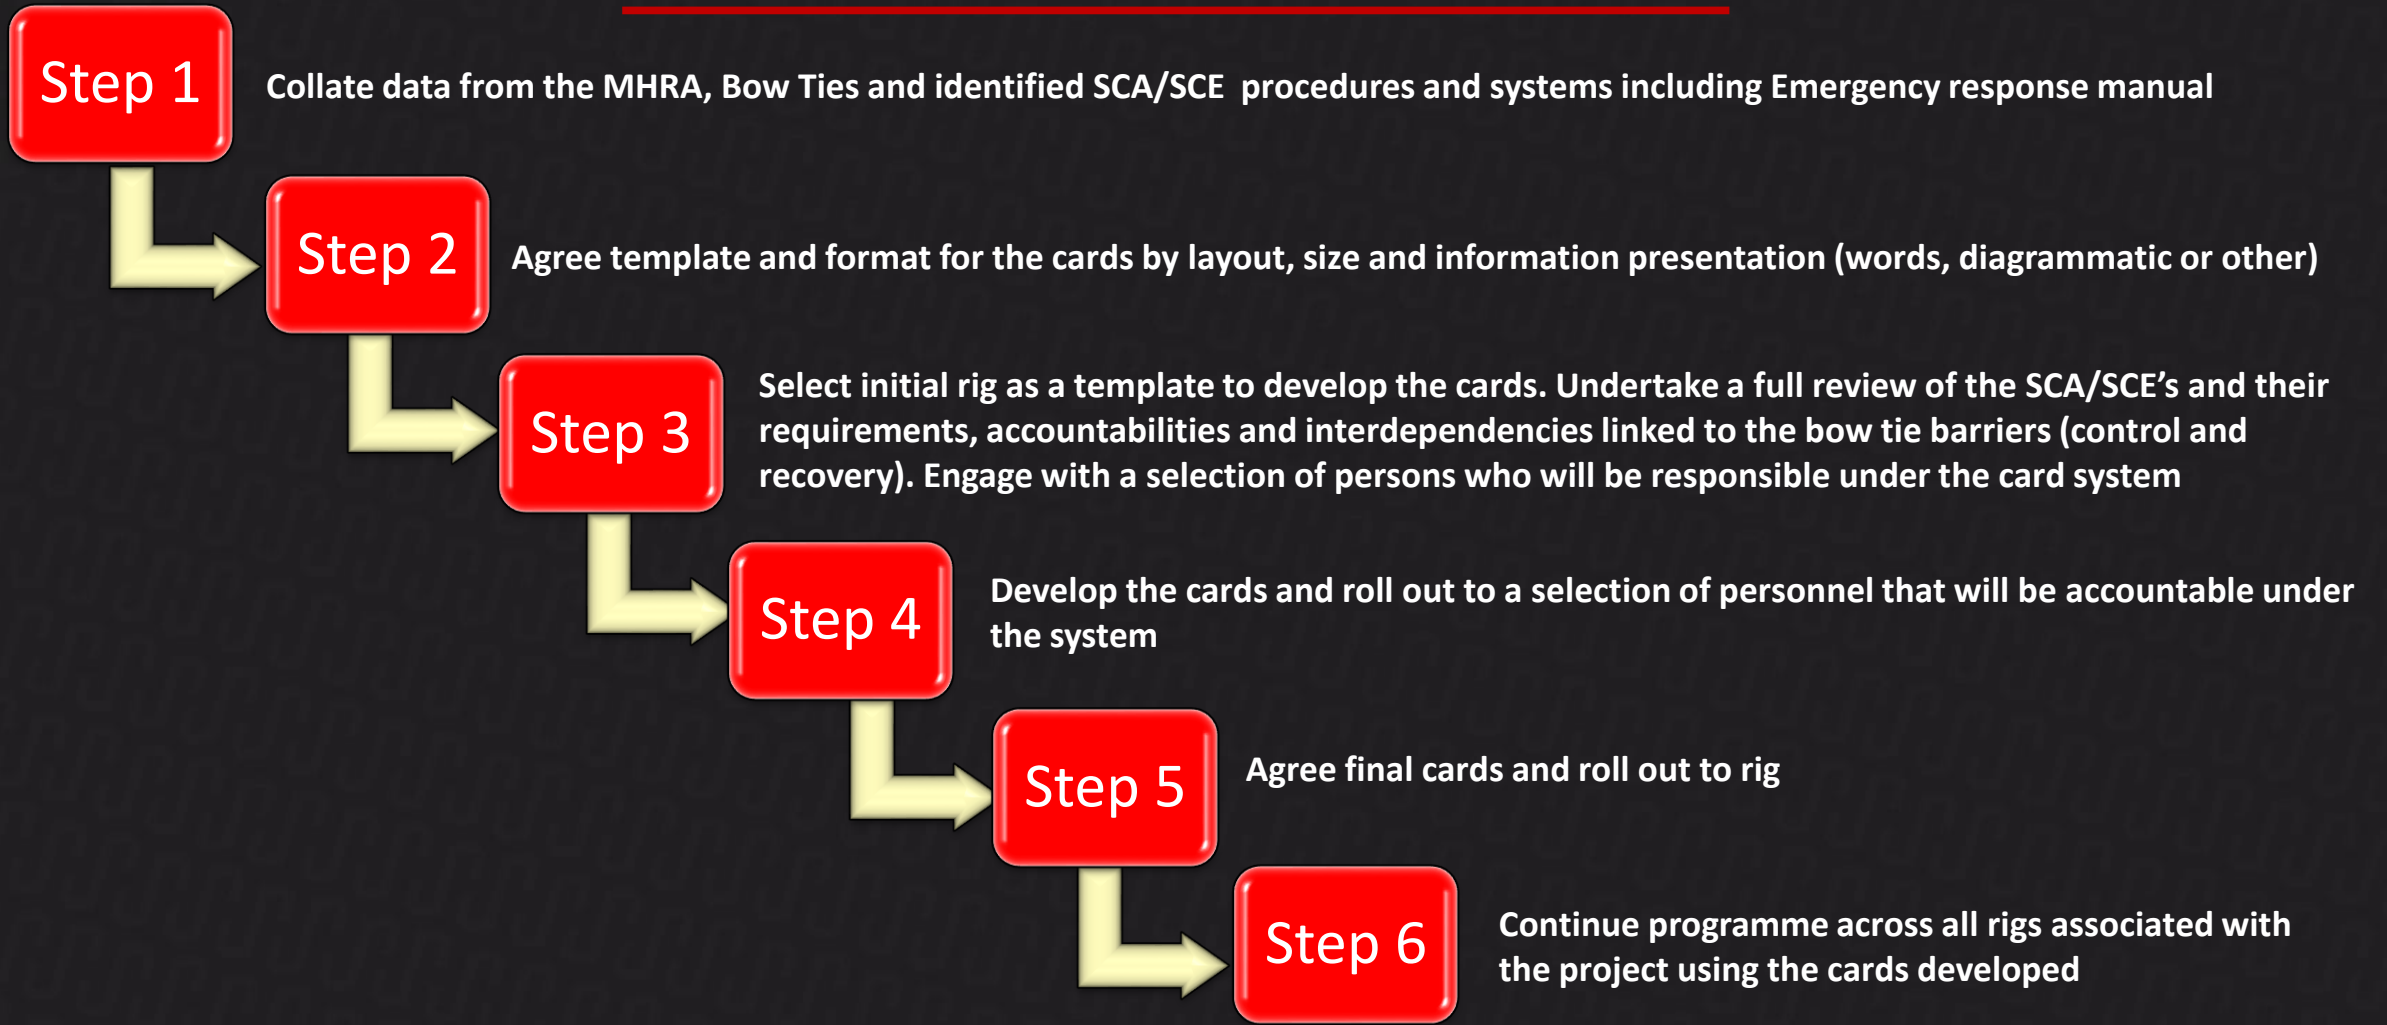 Step 1
Collate data from the MHRA, Bow Ties and identified SCA/SCE  procedures and systems including Emergency response manual
Step 2
Agree template and format for the cards by layout, size and information presentation (words, diagrammatic or other)
Step 3
Select initial rig as a template to develop the cards. Undertake a full review of the SCA/SCE’s and their
requirements, accountabilities and interdependencies linked to the bow tie barriers (control and
recovery). Engage with a selection of persons who will be responsible under the card system
Step 4
Develop the cards and roll out to a selection of personnel that will be accountable under
the system
Step 5
Agree final cards and roll out to rig
Step 6
Continue programme across all rigs associated with
the project using the cards developed